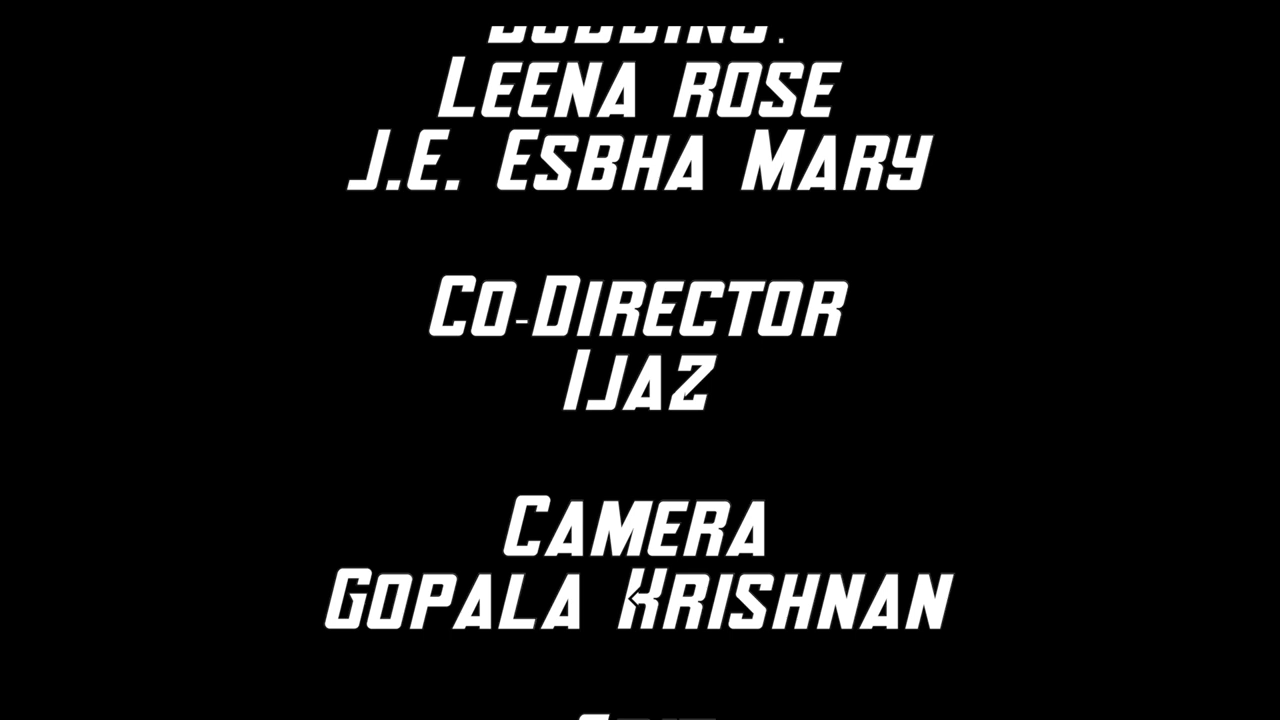 Leena rose
J.E. Esbha Mary
Co-Director
Ijaz
Camera
Gopala Krishnan